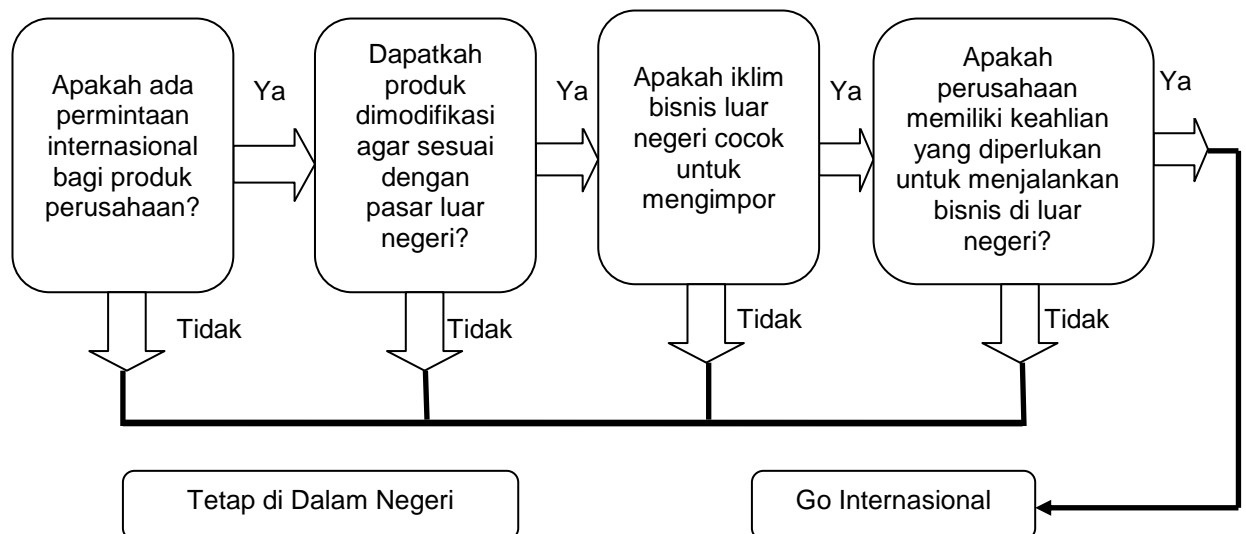 Apakah ada
permintaan
internasional
bagi produk
perusahaan?
Ya
Dapatkah
produk
dimodifikasi
agar sesuai
dengan
pasar luar
negeri?
Ya
Apakah iklim
bisnis luar
negeri cocok
untuk
mengimpor
Ya
Apakah
perusahaan
memiliki keahlian
yang diperlukan
untuk menjalankan
bisnis di luar
negeri?
Ya
Tidak
Tidak
Tidak
Tidak
Tetap di Dalam Negeri
Go Internasional